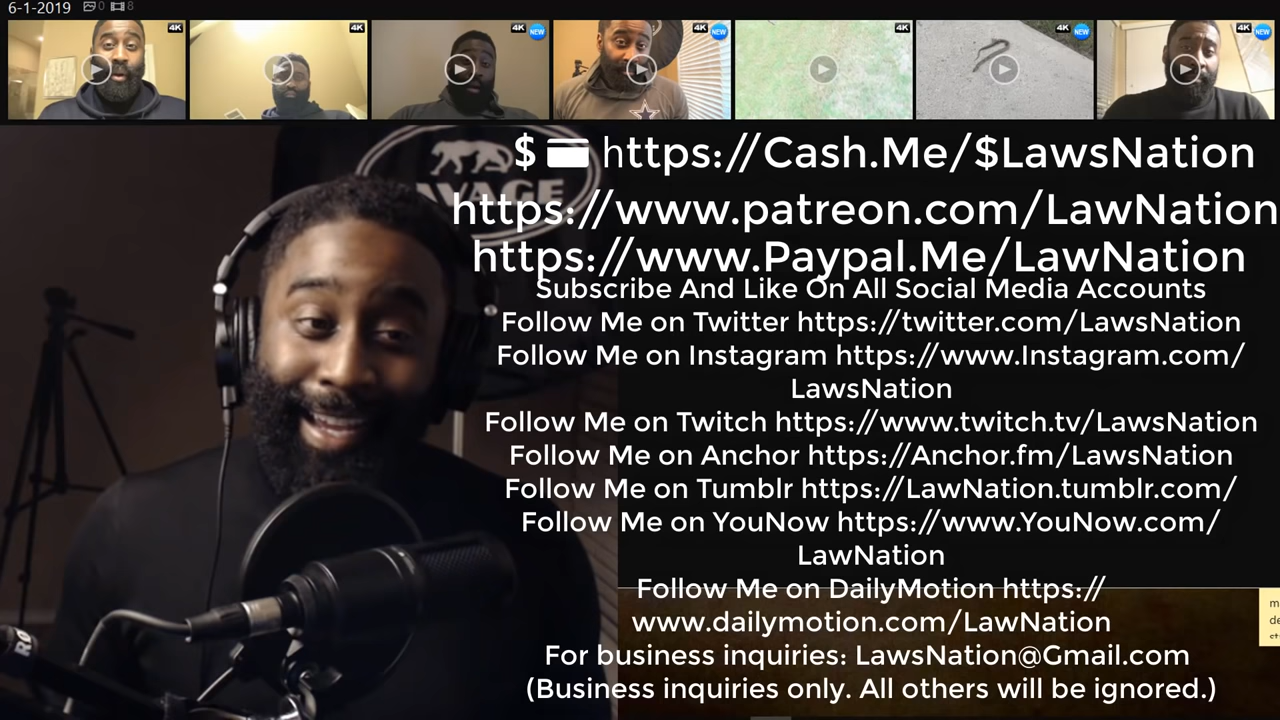 6-1-2019 0 8
4K 4K 4K NEW 4K NEW 4K 4K NEW 4K NEW
AVAGE
$ https://Cash.Me/$LawsNation
https://www.patreon.com/LawNation
https://www.Paypal.Me/LawNation
Subscribe And Like On All Social Media Accounts
Follow Me on Twitter https://twitter.com/LawsNation
Follow Me on Instagram https://www.Instagram.com/
LawsNation
Follow Me on Twitch https://www.twitch.tv/LawsNation
Follow Me on Anchor https://Anchor.fm/LawsNation
Follow Me on Tumblr https://LawNation.tumblr.com/
Follow Me on YouNow https://www.YouNow.com/
LawNation
Follow Me on DailyMotion https://
www.dailymotion.com/LawNation
For business inquiries: LawsNation@Gmail.com
(Business inquiries only. All others will be ignored.)
m
de
RO